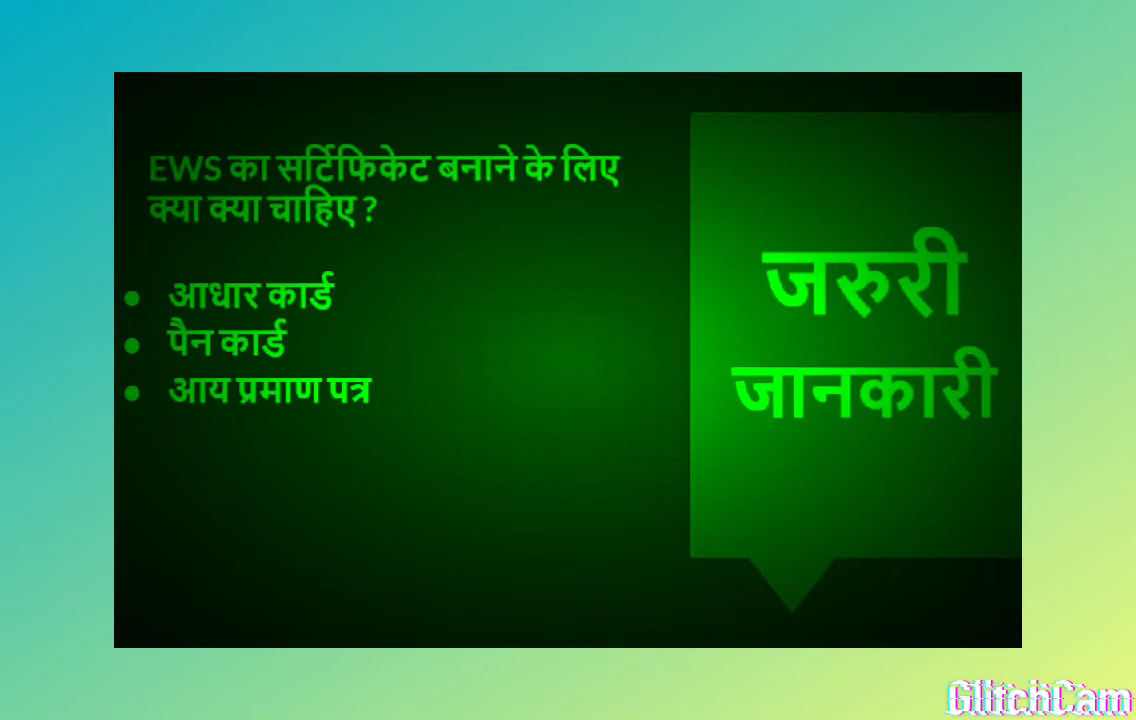 EWS का सर्टिफिकेट बनाने के लिए
क्या क्या चाहिए ?
• आधार कार्ड
• पैन कार्ड
• आय प्रमाण पत्र
जरुरी
जानकारी
GlitchCam